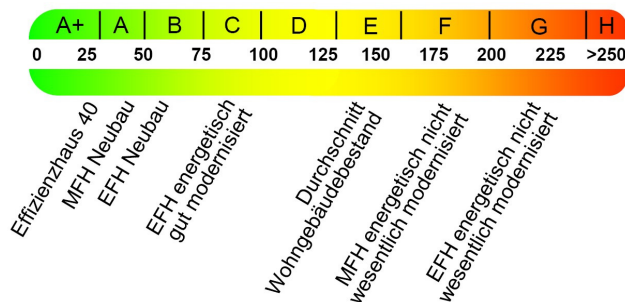 A+ A B C D E F G H
0 25 50 75 100 125 150 175 200 225 >250
Effizienzhaus 40
MFH Neubau
EFH Neubau
EFH energetisch
gut modernisiert
Durchschnitt
Wohngebäudebestand
MFH energetisch nicht
wesentlich modernisiert
EFH energetisch nicht
wesentlich modernisiert